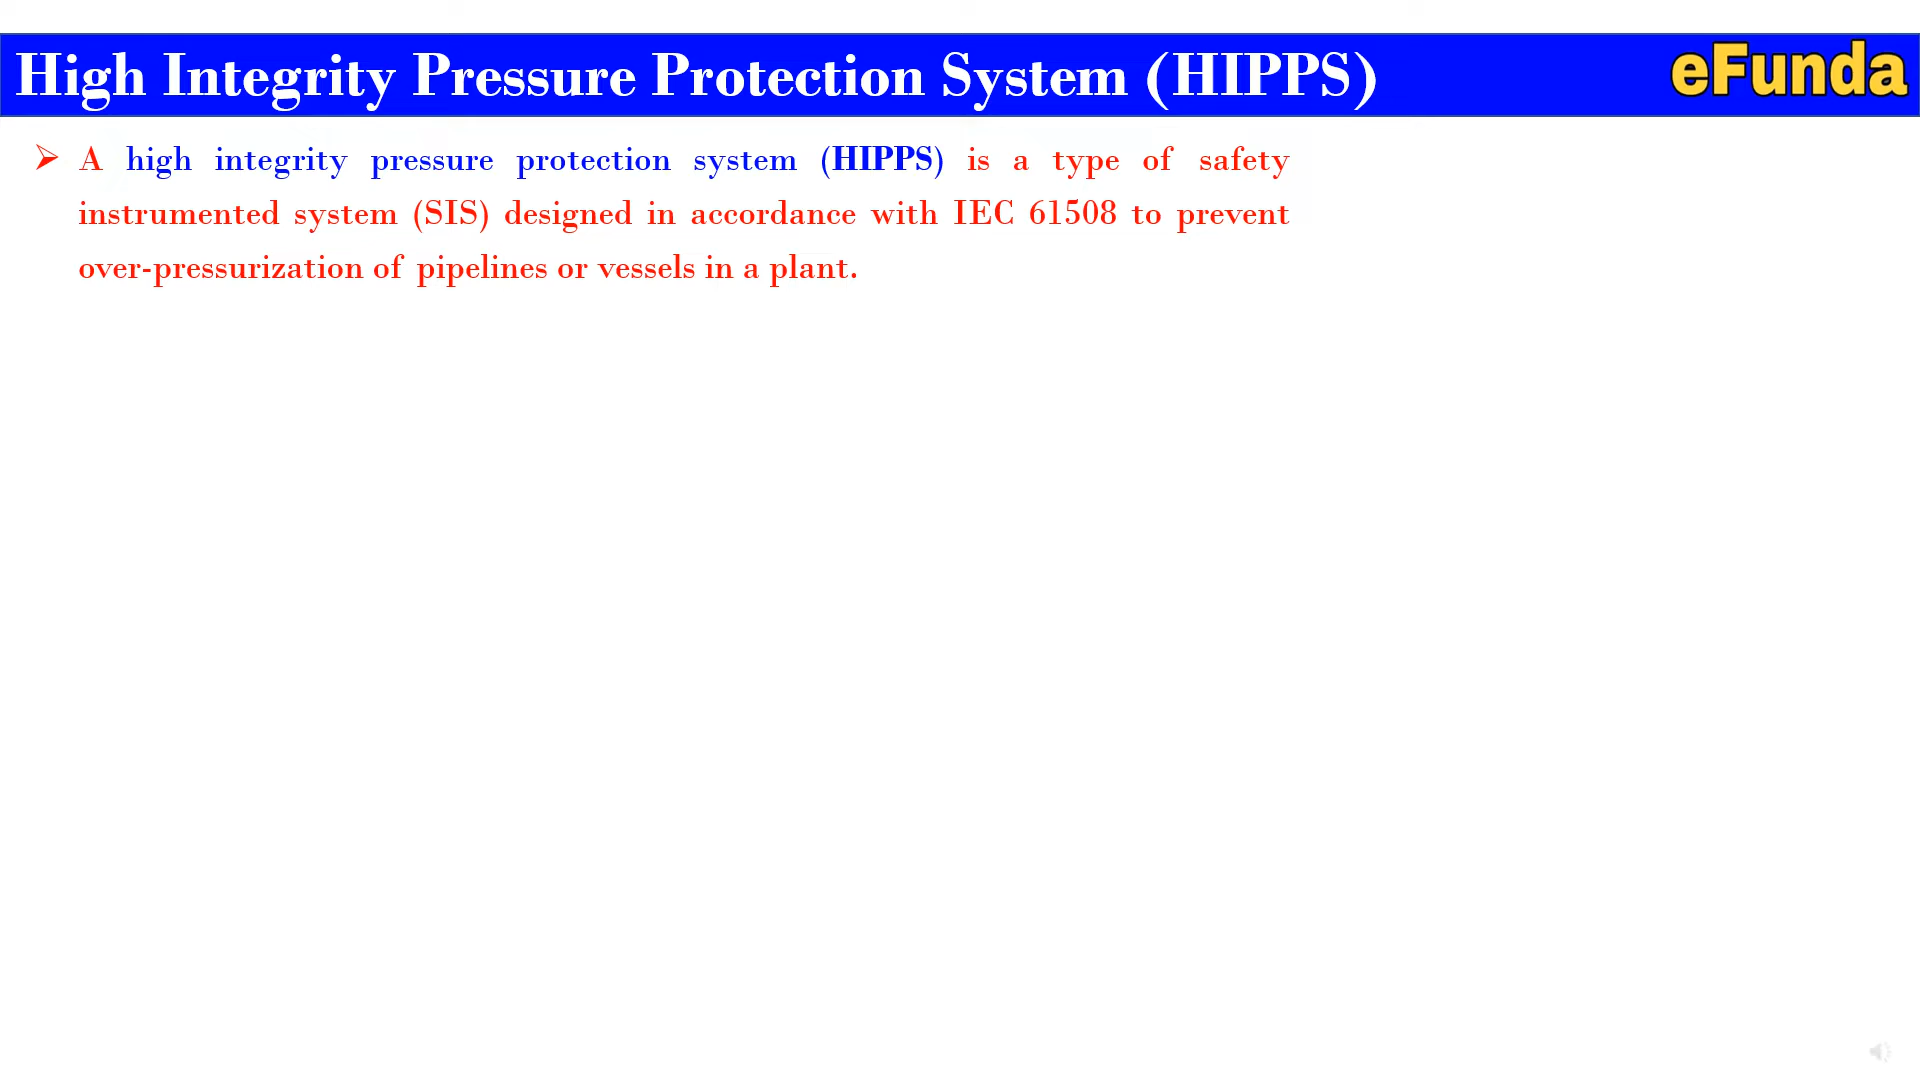 High Integrity Pressure Protection System (HIPPS)
eFunda
➢ A high integrity pressure protection system (HIPPS) is a type of safety
instrumented system (SIS) designed in accordance with IEC 61508 to prevent
over-pressurization of pipelines or vessels in a plant.